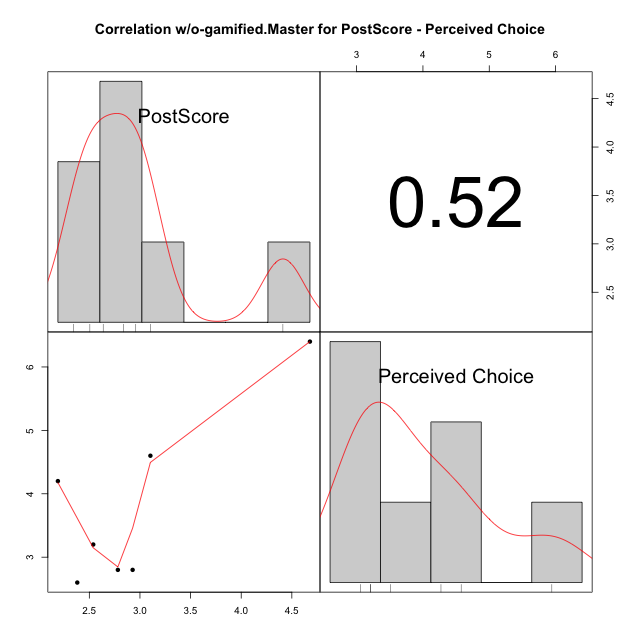 Correlation w/o-gamified.Master for PostScore - Perceived Choice
3 4 5 6
PostScore
0.52
4.5
4.0
3.5
3.0
2.5
Perceived Choice
6
5
4
3
2.5 3.0 3.5 4.0 4.5